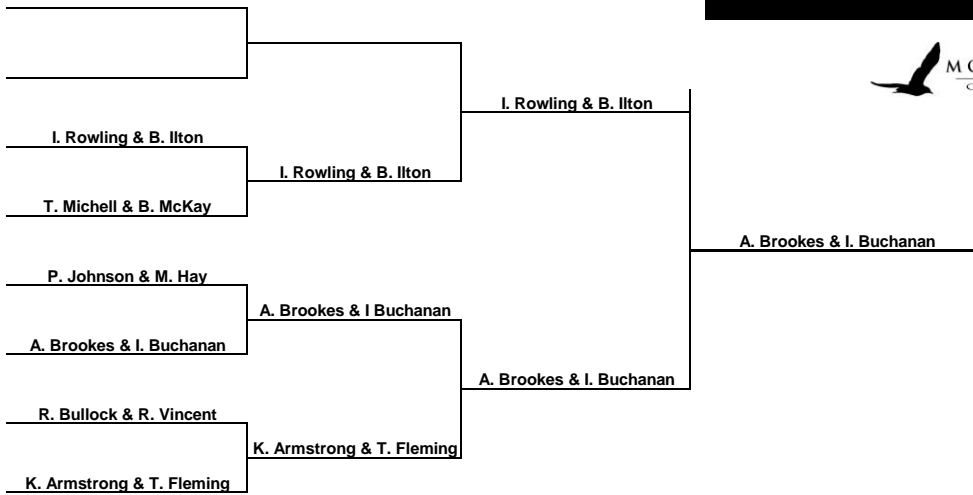 I. Rowling & B. Ilton
T. Michell & B. McKay
P. Johnson & M. Hay
A. Brookes & I. Buchanan
R. Bullock & R. Vincent
K. Armstrong & T. Fleming
I. Rowling & B. Ilton
A. Brookes & I Buchanan
K. Armstrong & T. Fleming
I. Rowling & B. Ilton
A. Brookes & I. Buchanan
A. Brookes & I. Buchanan